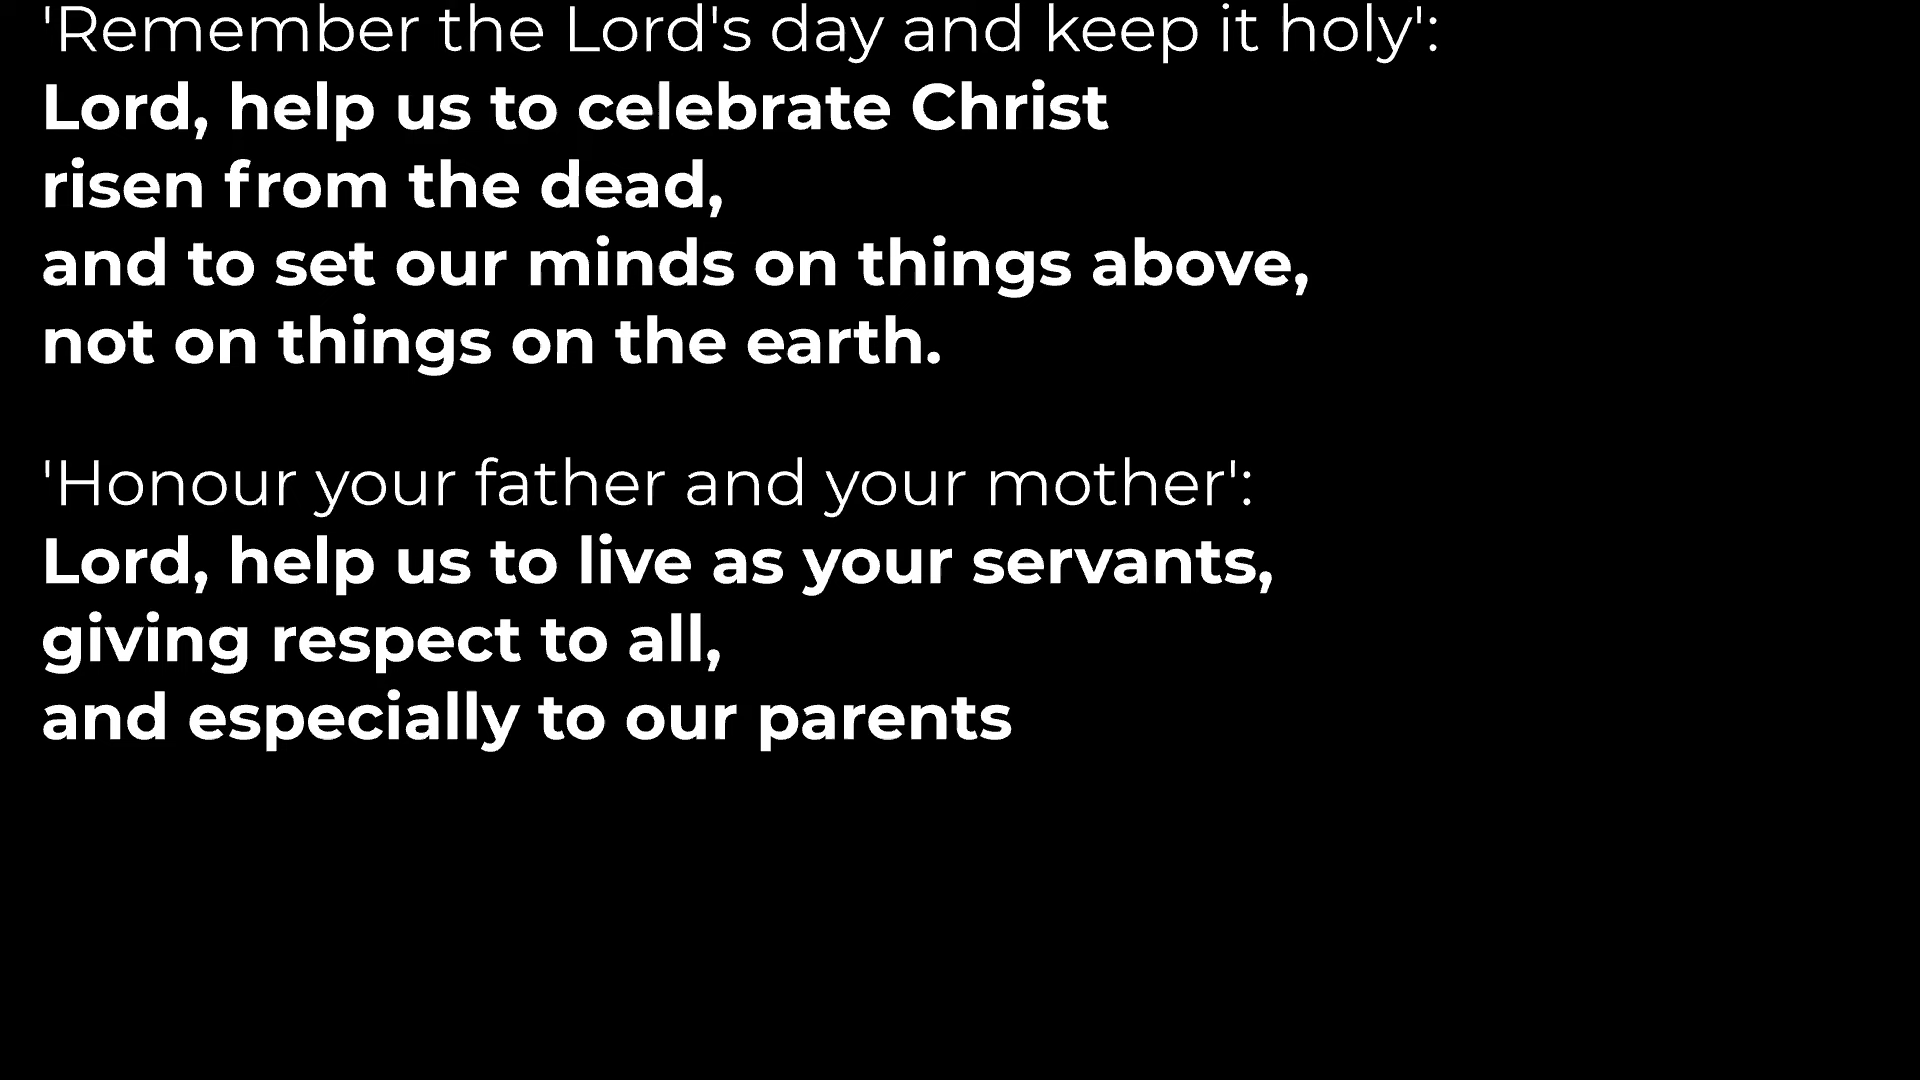 'Remember the Lord's day and keep it holy':
Lord, help us to celebrate Christ
risen from the dead,
and to set our minds on things above,
not on things on the earth.
'Honour your father and your mother':
Lord, help us to live as your servants,
giving respect to all,
and especially to our parents